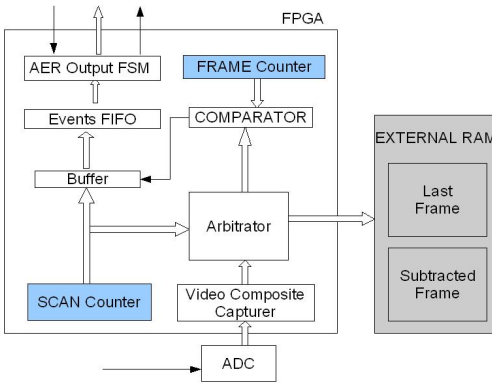 FPGA
AER Output FSM
FRAME Counter
Events FIFO
COMPARATOR
EXTERNAL RAM
Buffer
Last
Frame
Arbitrator
Subtracted
Frame
SCAN Counter
Video Composite
Capturer
ADC